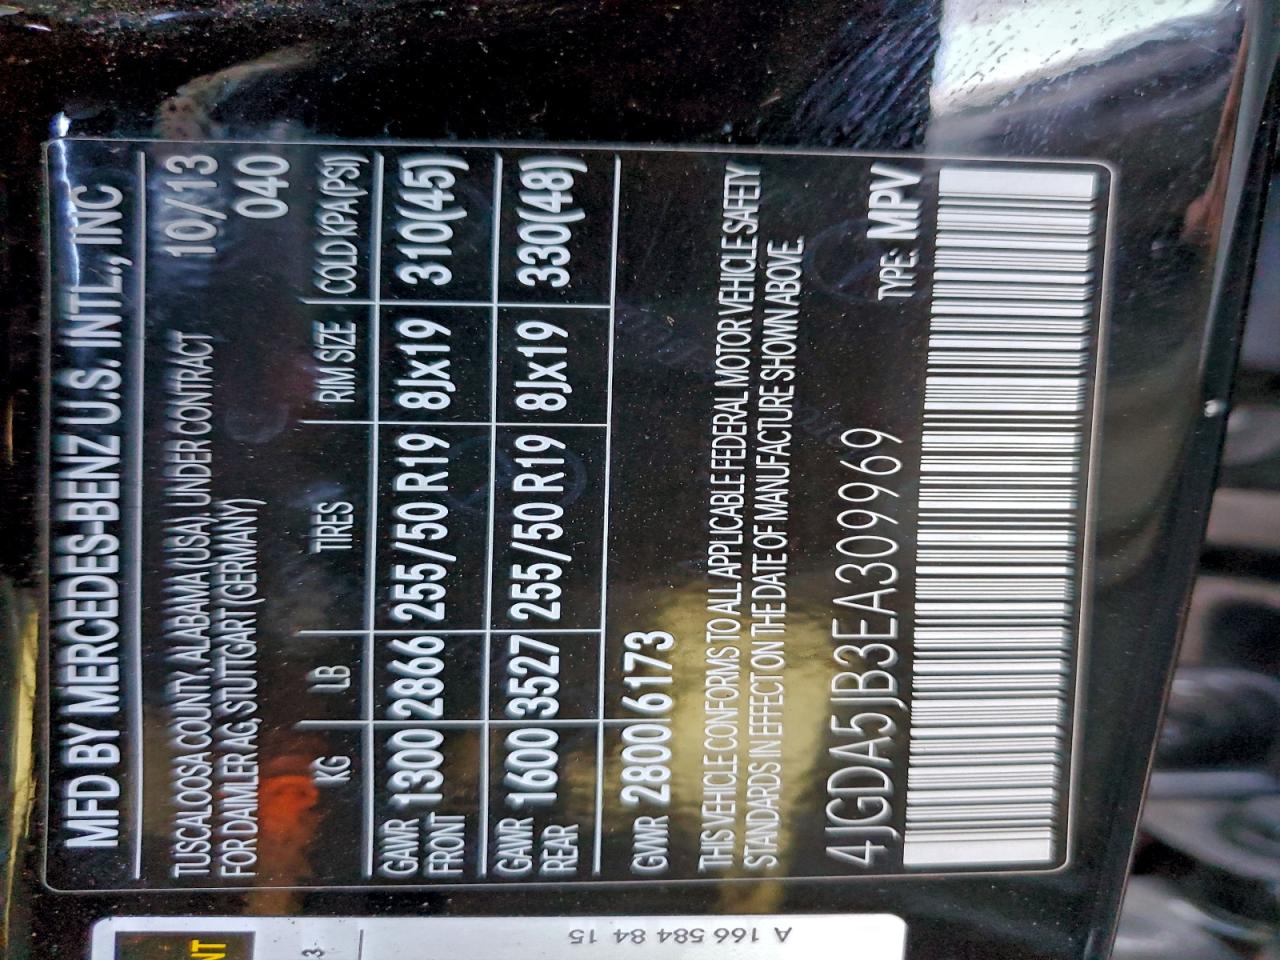 MFD BY MERCEDES-BENZ U.S. INTL., INC
TUSCALOOSA COUNTY, ALABAMA (USA), UNDER CONTRACT 10/13
FOR DAIMLER AG, STUTTGART (GERMANY) 040
KG LB TIRES RIM SIZE COLD KPA(PSI)
GAWR FRONT 1300 2866 255/50 R19 8Jx19 310(45)
GAWR REAR 1600 3527 255/50 R19 8Jx19 330(48)
GVWR 2800 6173
THIS VEHICLE CONFORMS TO ALL APPLICABLE FEDERAL MOTOR VEHICLE SAFETY
STANDARDS IN EFFECT ON THE DATE OF MANUFACTURE SHOWN ABOVE.
4JGDA5JB3EA309969 TYPE: MPV
A 166 584 84 15
NT
3-